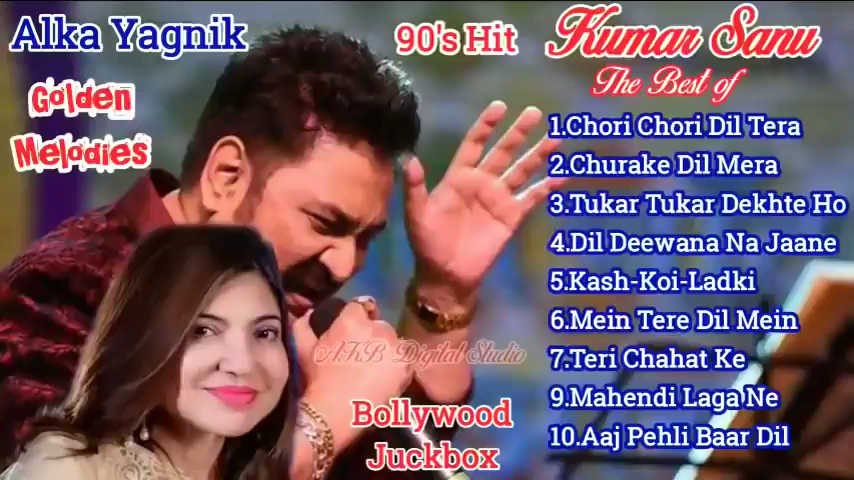 Alka Yagnik
90's Hit
Kumar Sanu
The Best of
Golden
Melodies
1.Chori Chori Dil Tera
2.Churake Dil Mera
3.Tukar Tukar Dekhte Ho
4.Dil Deewana Na Jaane
5.Kash-Koi-Ladki
6.Mein Tere Dil Mein
7.Teri Chahat Ke
9.Mahendi Laga Ne
10.Aaj Pehli Baar Dil
AKB Digital Studio
Bollywood
Juckbox